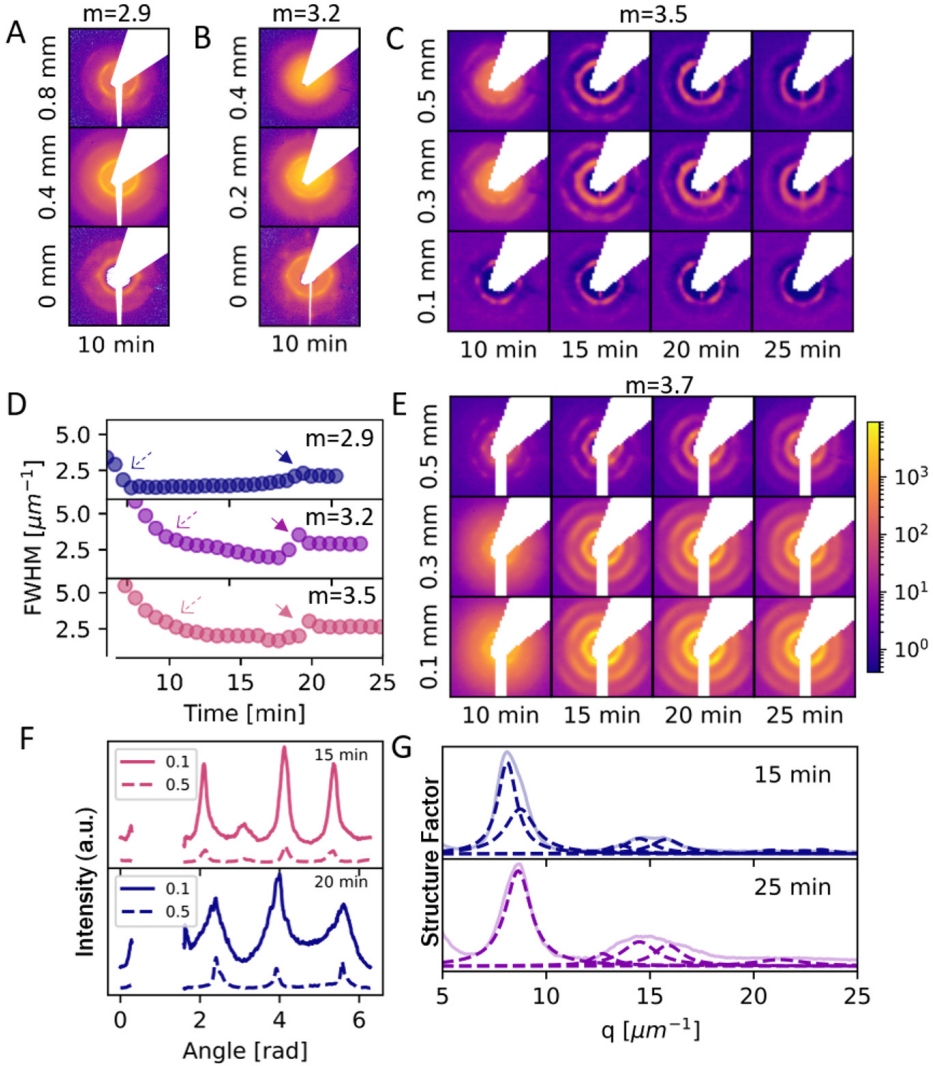 A
m=2.9
0.8 mm
0.4 mm
0 mm
10 min
B
m=3.2
0.4 mm
0.2 mm
0 mm
10 min
C
m=3.5
0.5 mm
0.3 mm
0.1 mm
10 min
15 min
20 min
25 min
D
FWHM [μm⁻¹]
5.0
2.5
m=2.9
5.0
2.5
m=3.2
5.0
2.5
m=3.5
10
15
20
25
Time [min]
E
m=3.7
0.5 mm
0.3 mm
0.1 mm
10 min
15 min
20 min
25 min
10³
10²
10¹
10⁰
F
Intensity (a.u.)
0.1
0.5
15 min
0.1
0.5
20 min
0
2
4
6
Angle [rad]
G
Structure Factor
15 min
25 min
5
10
15
20
25
q [μm⁻¹]